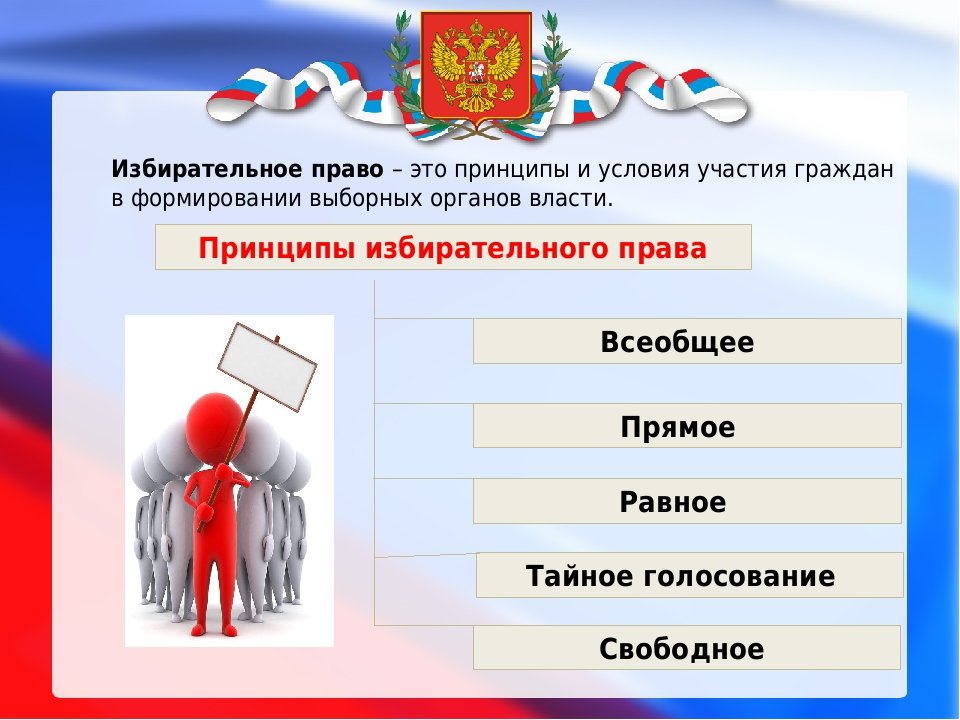 Избирательное право – это принципы и условия участия граждан
в формировании выборных органов власти.
Принципы избирательного права
Всеобщее
Прямое
Равное
Тайное голосование
Свободное